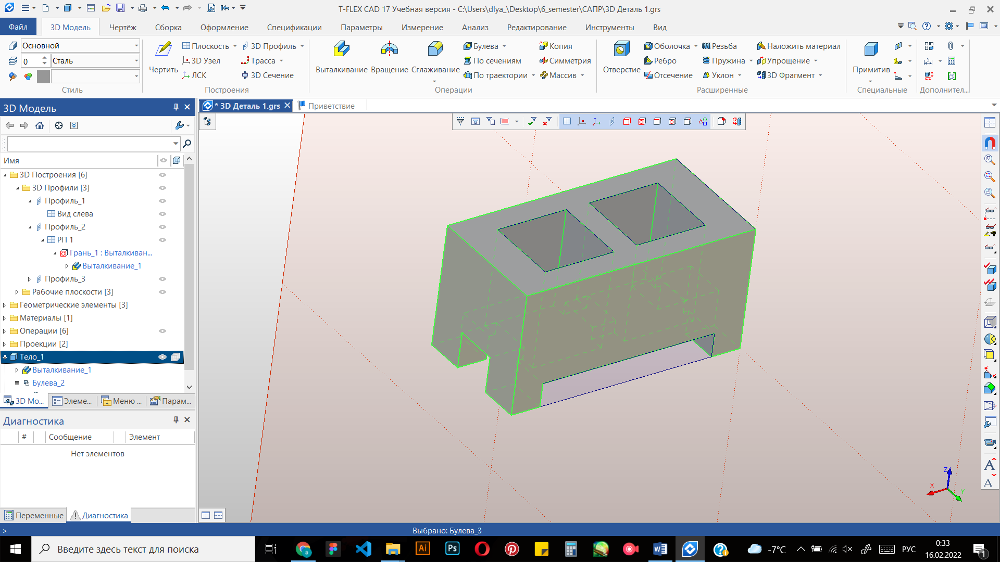 T-FLEX CAD 17 Учебная версия - C:\Users\dlya_\Desktop\6_semester\САПР\3D Деталь 1.grs
Файл
3D Модель
Чертёж
Сборка
Оформление
Спецификации
Параметры
Измерение
Анализ
Редактирование
Инструменты
Вид
Основной
0
Сталь
Стиль
Чертить
Плоскость
3D Узел
ЛСК
3D Профиль
Трасса
3D Сечение
Построения
Выталкивание
Вращение
Сглаживание
Булева
По сечениям
По траектории
Копия
Симметрия
Массив
Операции
Отверстие
Оболочка
Ребро
Отсечение
Резьба
Пружина
Уклон
Наложить материал
Упрощение
3D Фрагмент
Расширенные
Примитив
Специальные
Дополнител...
3D Модель
* 3D Деталь 1.grs
Приветствие
Имя
3D Построения [6]
3D Профили [3]
Профиль_1
Вид слева
Профиль_2
РП 1
Грань_1 : Выталкиван...
Выталкивание_1
Профиль_3
Рабочие плоскости [3]
Геометрические элементы [3]
Материалы [1]
Операции [6]
Проекции [2]
Тело_1
Выталкивание_1
Булева_2
3D Мо...
Элеме...
Меню ...
Парам...
Диагностика
#
Сообщение
Элемент
Нет элементов
Переменные
Диагностика
Z
X
Y
A
A
>
Выбрано: Булева_3
Введите здесь текст для поиска
Ai
Ps
-7°C
РУС
0:33
16.02.2022
1